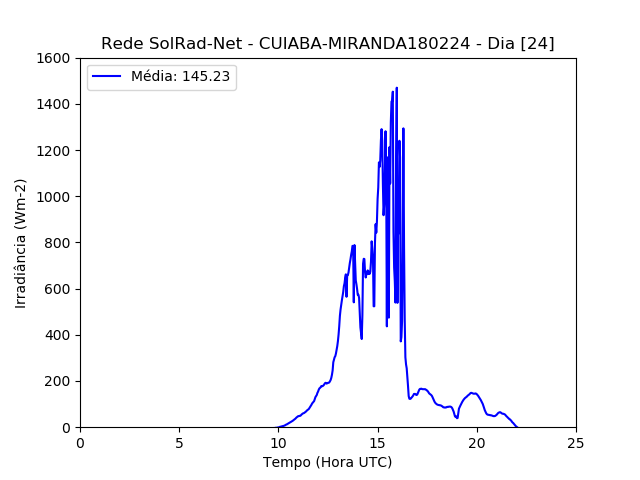 Rede SolRad-Net - CUIABA-MIRANDA180224 - Dia [24]
Média: 145.23
Irradiância (Wm-2)
1600
1400
1200
1000
800
600
400
200
0
0 5 10 15 20 25
Tempo (Hora UTC)